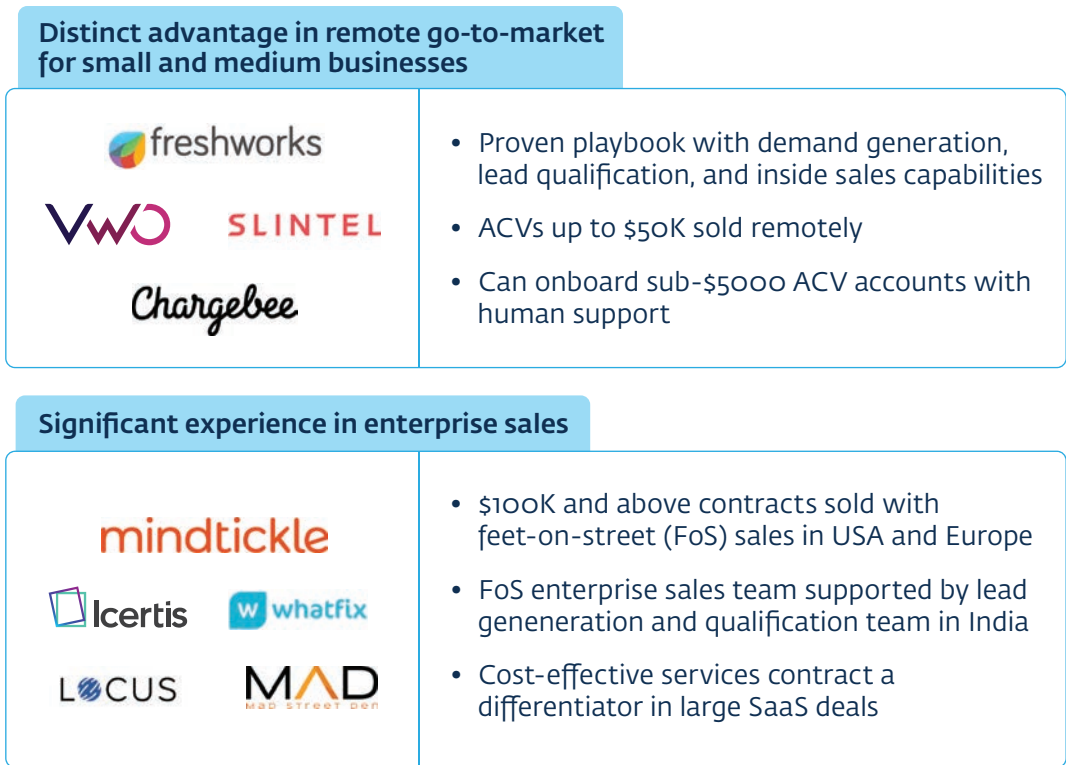 Distinct advantage in remote go-to-market
for small and medium businesses
freshworks
VWO
SLINTEL
Chargebee
• Proven playbook with demand generation,
lead qualification, and inside sales capabilities
• ACVs up to $50K sold remotely
• Can onboard sub-$5000 ACV accounts with
human support
Significant experience in enterprise sales
mindtickle
Icertis
w whatfix
LOCUS
MAD
MAD STREET DEN
• $100K and above contracts sold with
feet-on-street (FoS) sales in USA and Europe
• FoS enterprise sales team supported by lead
geneneration and qualification team in India
• Cost-effective services contract a
differentiator in large SaaS deals